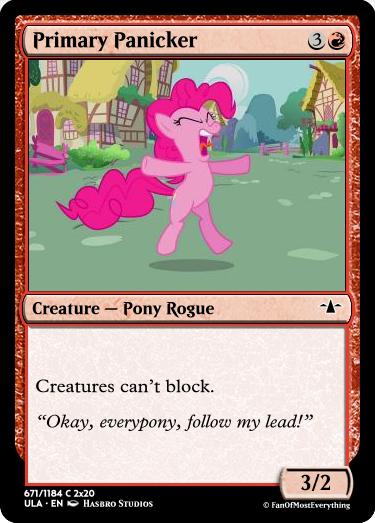 Primary Panicker 3
Creature — Pony Rogue
Creatures can't block.
“Okay, everypony, follow my lead!”
3/2
671/1184 C 2x20
ULA • EN Hasbro Studios
© FanOfMostEverything